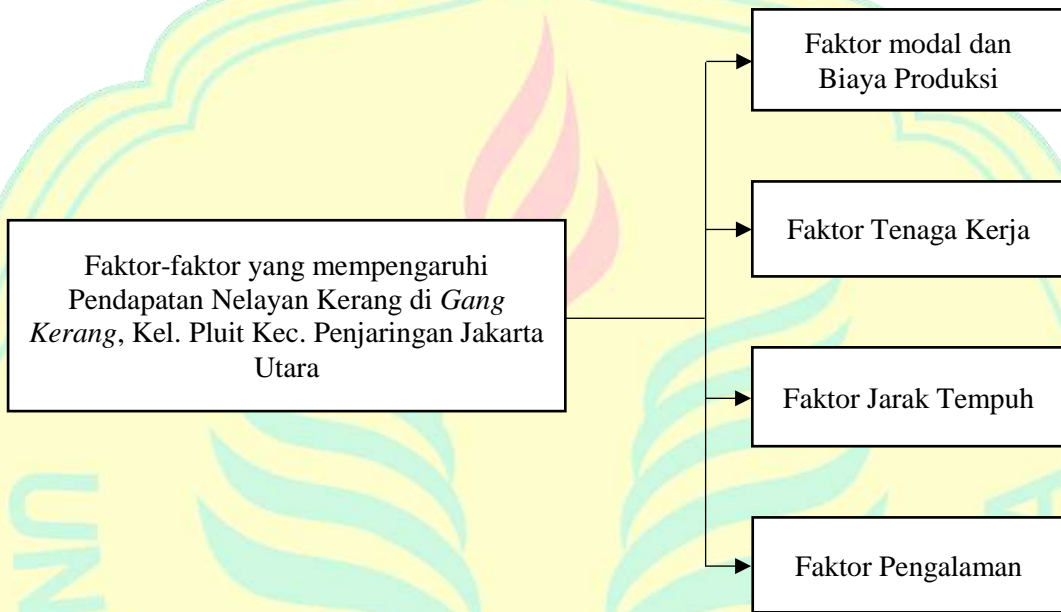 Faktor modal dan
Biaya Produksi
Faktor Tenaga Kerja
Faktor-faktor yang mempengaruhi
Pendapatan Nelayan Kerang di Gang
Kerang, Kel. Pluit Kec. Penjaringan Jakarta
Utara
Faktor Jarak Tempuh
Faktor Pengalaman
UN